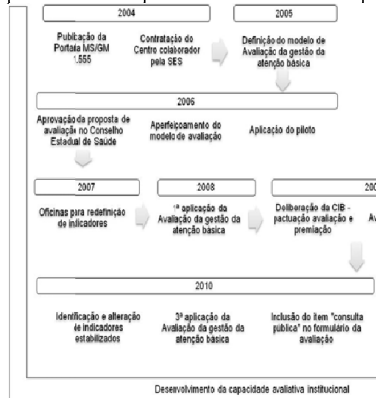 2004
2005
Publicação da
Portaria MS/GM
1.555
Contratação do
Centro colaborador
pela SES
Definição do modelo de
Avaliação da gestão da
atenção básica
2006
Aprovação da proposta de
avaliação no Conselho
Estadual de Saúde
Aperfeiçoamento do
modelo de avaliação
Aplicação do piloto
2007
2008
200
Oficinas para redefinição
de indicadores
1ª aplicação da
Avaliação da gestão da
atenção básica
Deliberação da CIB -
pactuação avaliação e
premiação
2010
Identificação e alteração
de indicadores
estabilizados
3ª aplicação da
Avaliação da gestão da
atenção básica
Inclusão do item "consulta
pública" no formulário da
avaliação
Desenvolvimento da capacidade avaliativa institucional